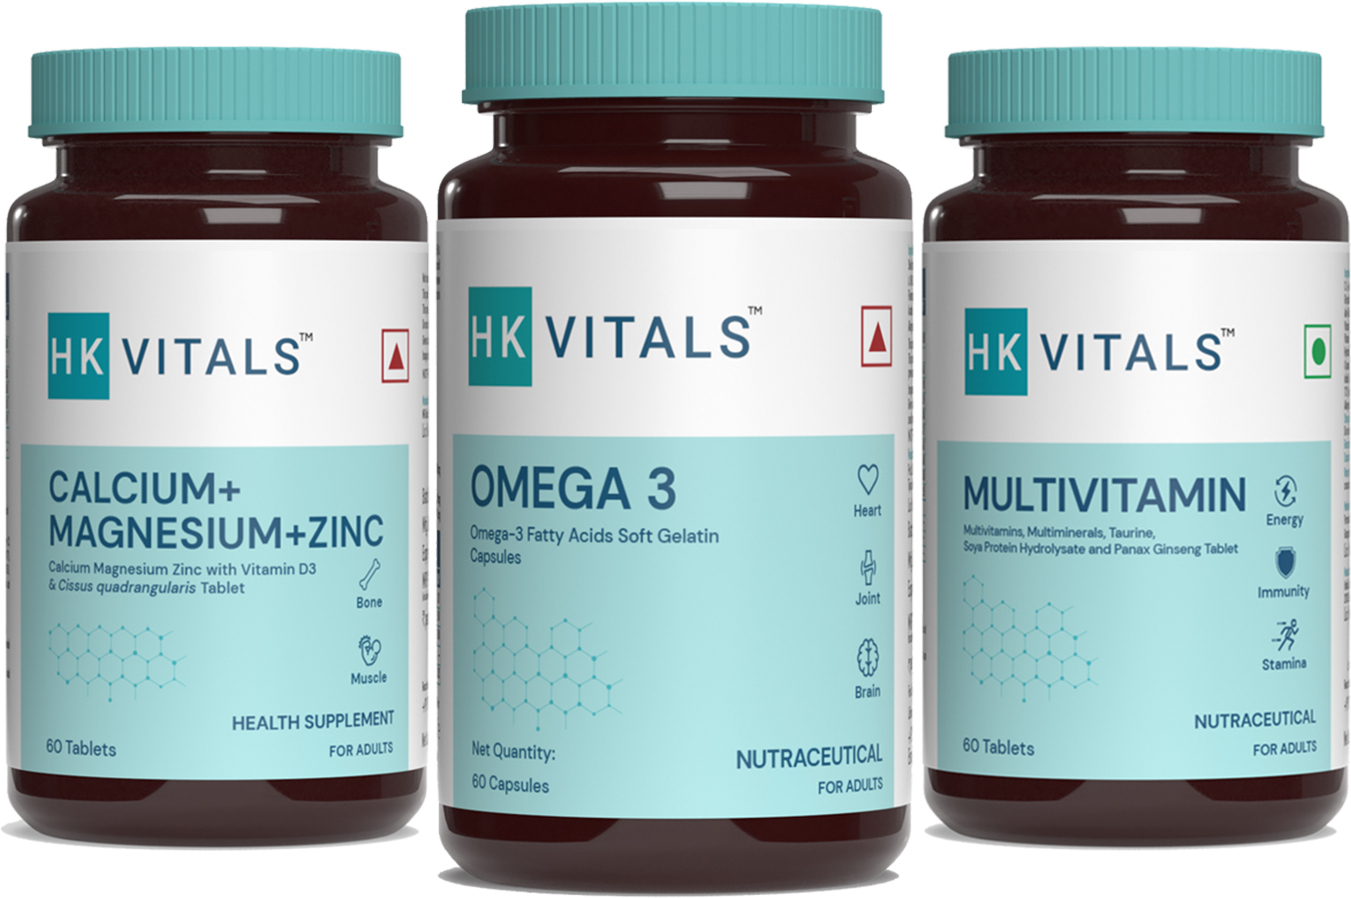 HK VITALS™
CALCIUM+
MAGNESIUM+ZINC
Calcium Magnesium Zinc with Vitamin D3
& Cissus quadrangularis Tablet
Bone
Muscle
HEALTH SUPPLEMENT
60 Tablets
FOR ADULTS
HK VITALS™
OMEGA 3
Omega-3 Fatty Acids Soft Gelatin
Capsules
Heart
Joint
Brain
Net Quantity:
60 Capsules
NUTRACEUTICAL
FOR ADULTS
HK VITALS™
MULTIVITAMIN
Multivitamins, Multiminerals, Taurine,
Soya Protein Hydrolysate and Panax Ginseng Tablet
Energy
Immunity
Stamina
NUTRACEUTICAL
60 Tablets
FOR ADULTS